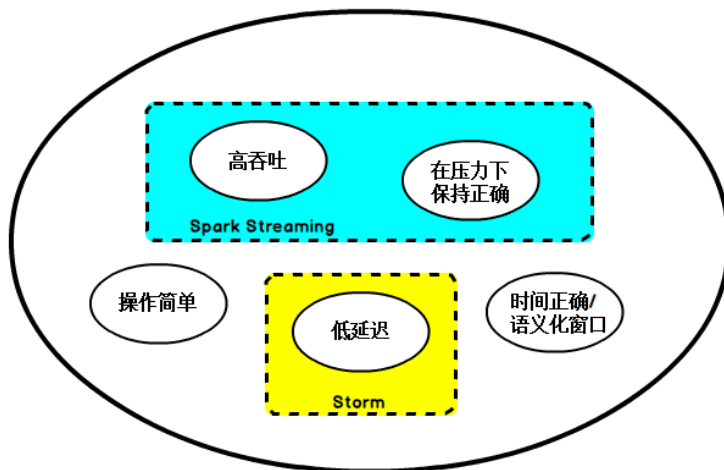 高吞吐
在压力下
保持正确
Spark Streaming
操作简单
低延迟
时间正确/
语义化窗口
Storm